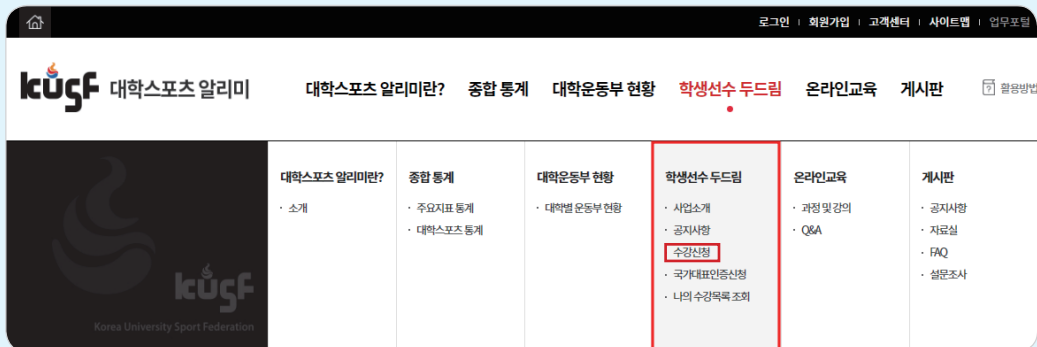 로그인 회원가입 고객센터 사이트맵 업무포털
kusf 대학스포츠 알리미 대학스포츠 알리미란? 종합 통계 대학운동부 현황 학생선수 두드림 온라인교육 게시판 ? 활용방법
대학스포츠 알리미란?
· 소개
종합 통계
· 주요지표 통계
· 대학스포츠 통계
대학운동부 현황
· 대학별 운동부 현황
학생선수 두드림
· 사업소개
· 공지사항
· 수강신청
· 국가대표인증신청
· 나의 수강목록 조회
온라인교육
· 과정 및 강의
· Q&A
게시판
· 공지사항
· 자료실
· FAQ
· 설문조사
kusf
Korea University Sport Federation